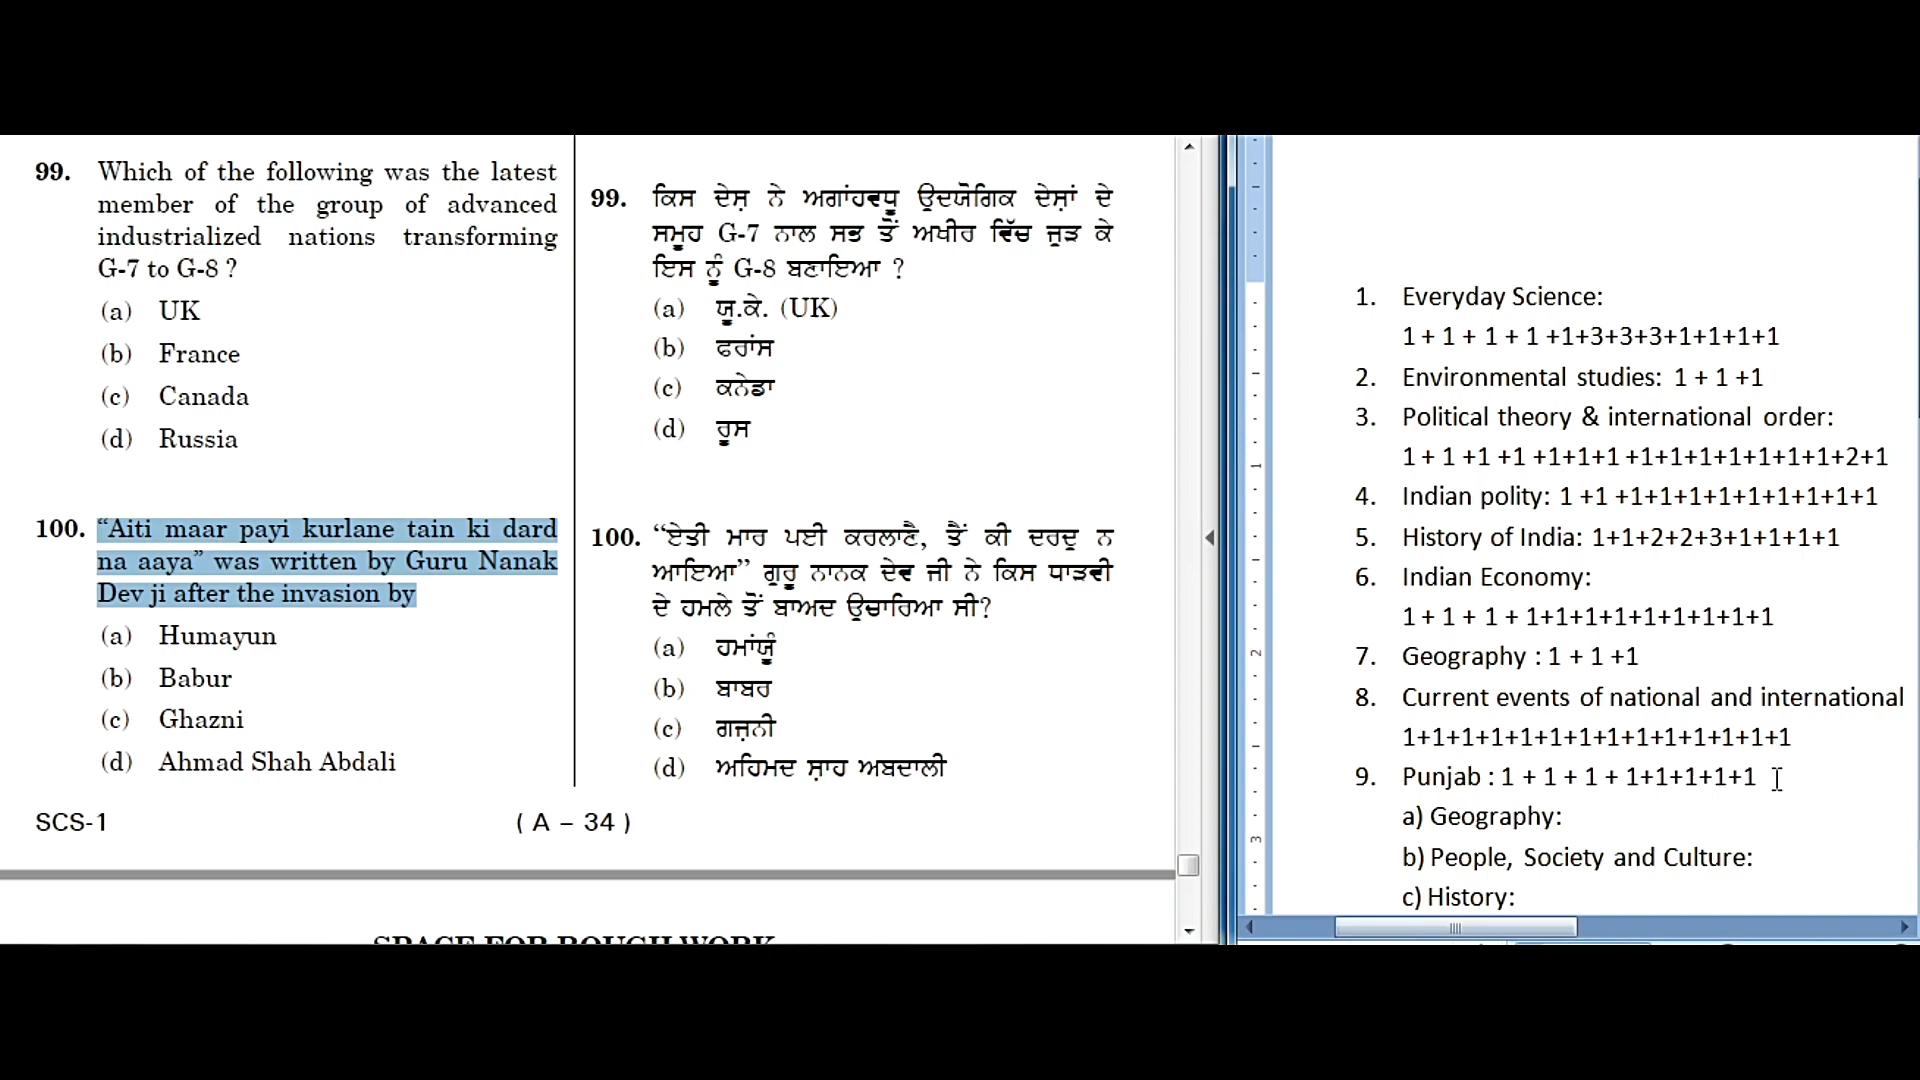 99. Which of the following was the latest
member of the group of advanced
industrialized nations transforming
G-7 to G-8 ?
(a) UK
(b) France
(c) Canada
(d) Russia
100. “Aiti maar payi kurlane tain ki dard
na aaya” was written by Guru Nanak
Dev ji after the invasion by
(a) Humayun
(b) Babur
(c) Ghazni
(d) Ahmad Shah Abdali
SCS-1
( A – 34 )
99. ਕਿਸ ਦੇਸ਼ ਨੇ ਅਗਾਂਹਵਧੂ ਉਦਯੋਗਿਕ ਦੇਸ਼ਾਂ ਦੇ
ਸਮੂਹ G-7 ਨਾਲ ਸਭ ਤੋਂ ਅਖੀਰ ਵਿੱਚ ਜੁੜ ਕੇ
ਇਸ ਨੂੰ G-8 ਬਣਾਇਆ ?
(a) ਯੂ.ਕੇ. (UK)
(b) ਫਰਾਂਸ
(c) ਕਨੇਡਾ
(d) ਰੂਸ
100. “ਏਤੀ ਮਾਰ ਪਈ ਕਰਲਾਣੈ, ਤੈਂ ਕੀ ਦਰਦੁ ਨ
ਆਇਆ” ਗੁਰੂ ਨਾਨਕ ਦੇਵ ਜੀ ਨੇ ਕਿਸ ਧਾੜਵੀ
ਦੇ ਹਮਲੇ ਤੋਂ ਬਾਅਦ ਉਚਾਰਿਆ ਸੀ?
(a) ਹਮਾਂਯੂੰ
(b) ਬਾਬਰ
(c) ਗਜ਼ਨੀ
(d) ਅਹਿਮਦ ਸ਼ਾਹ ਅਬਦਾਲੀ
SPACE FOR ROUGH WORK
1. Everyday Science:
1 + 1 + 1 + 1 +1+3+3+3+1+1+1+1
2. Environmental studies: 1 + 1 +1
3. Political theory & international order:
1 + 1 +1 +1 +1+1+1 +1+1+1+1+1+1+1+2+1
4. Indian polity: 1 +1 +1+1+1+1+1+1+1+1+1
5. History of India: 1+1+2+2+3+1+1+1+1
6. Indian Economy:
1 + 1 + 1 + 1+1+1+1+1+1+1+1+1
7. Geography : 1 + 1 +1
8. Current events of national and international
1+1+1+1+1+1+1+1+1+1+1+1+1+1
9. Punjab : 1 + 1 + 1 + 1+1+1+1+1
a) Geography:
b) People, Society and Culture:
c) History:
1
2
3